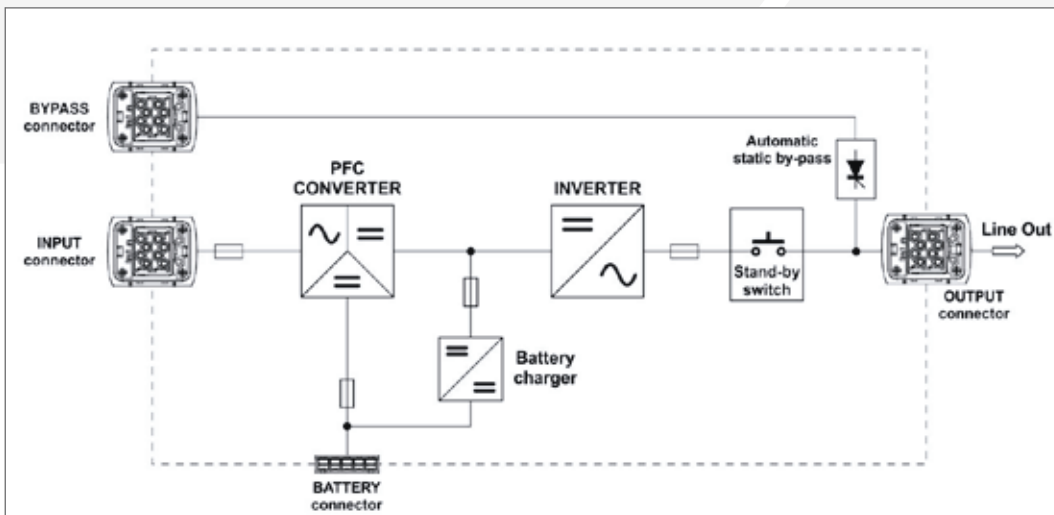 BYPASS
connector
Automatic
static by-pass
PFC
CONVERTER
INVERTER
INPUT
connector
Line Out
Stand-by
switch
OUTPUT
connector
Battery
charger
BATTERY
connector